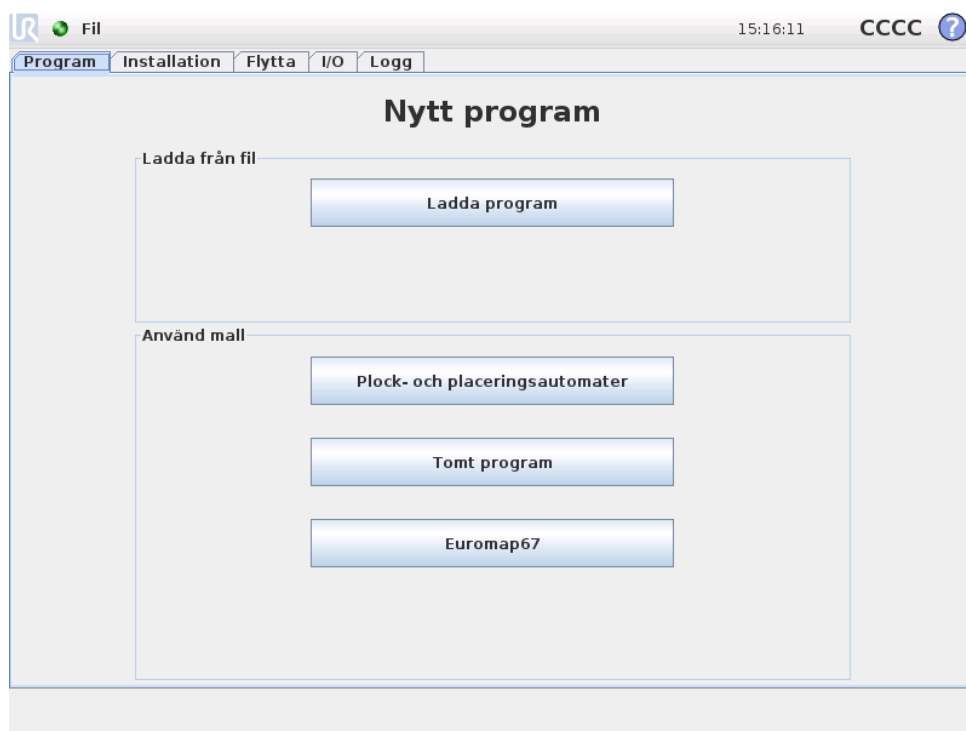 UR Fil 15:16:11 CCCC ?
Program Installation Flytta I/O Logg
Nytt program
Ladda från fil
Ladda program
Använd mall
Plock- och placeringsautomater
Tomt program
Euromap67